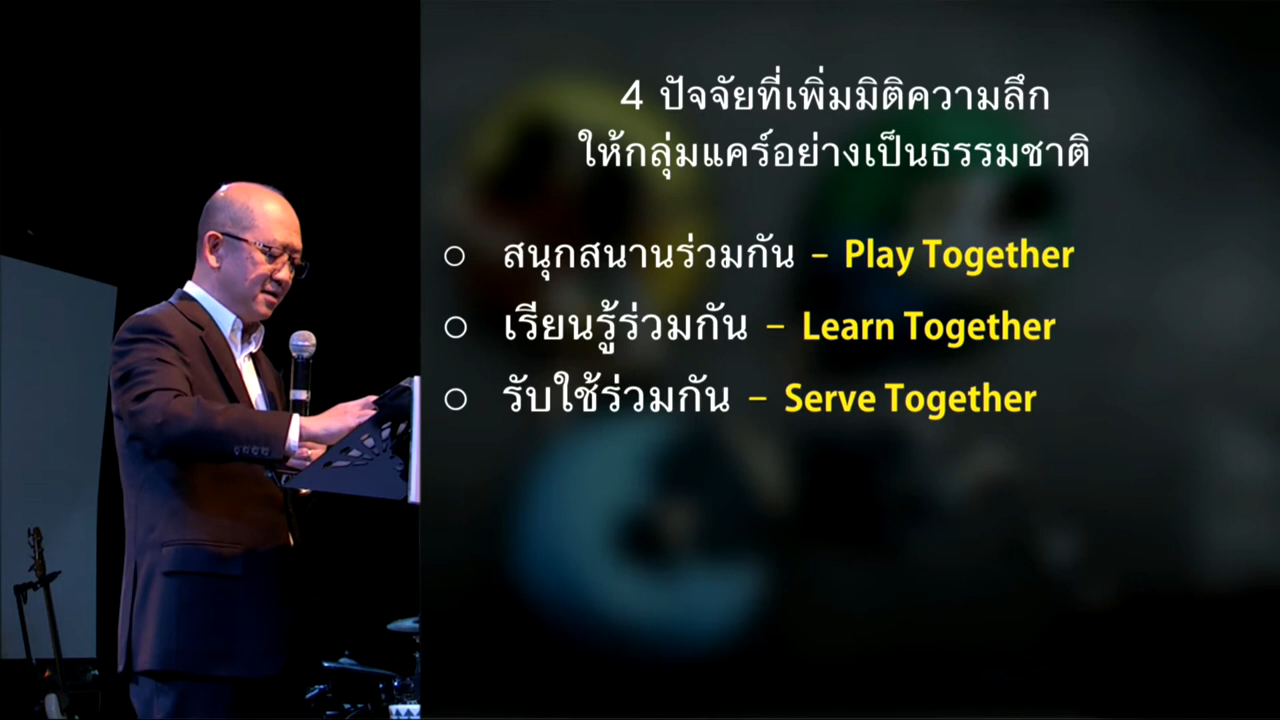 4 ปัจจัยที่เพิ่มมิติความลึก
ให้กลุ่มแคร์อย่างเป็นธรรมชาติ
○ สนุกสนานร่วมกัน – Play Together
○ เรียนรู้ร่วมกัน – Learn Together
○ รับใช้ร่วมกัน – Serve Together